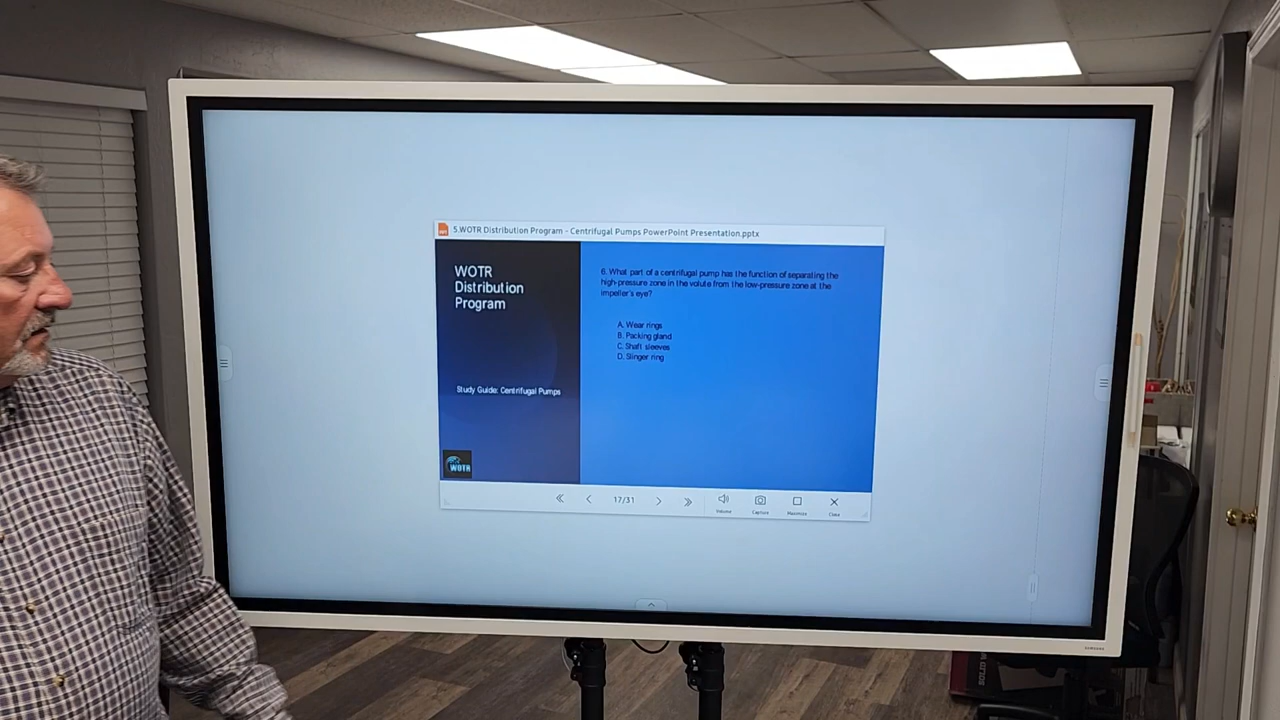 5.WOTR Distribution Program - Centrifugal Pumps PowerPoint Presentation.pptx
WOTR
Distribution
Program
Study Guide: Centrifugal Pumps
WOTR
6. What part of a centrifugal pump has the function of separating the
high-pressure zone in the volute from the low-pressure zone at the
impeller's eye?
A. Wear rings
B. Packing gland
C. Shaft sleeves
D. Slinger ring
17/31
Volume
Capture
Maximize
Close
SAMSUNG